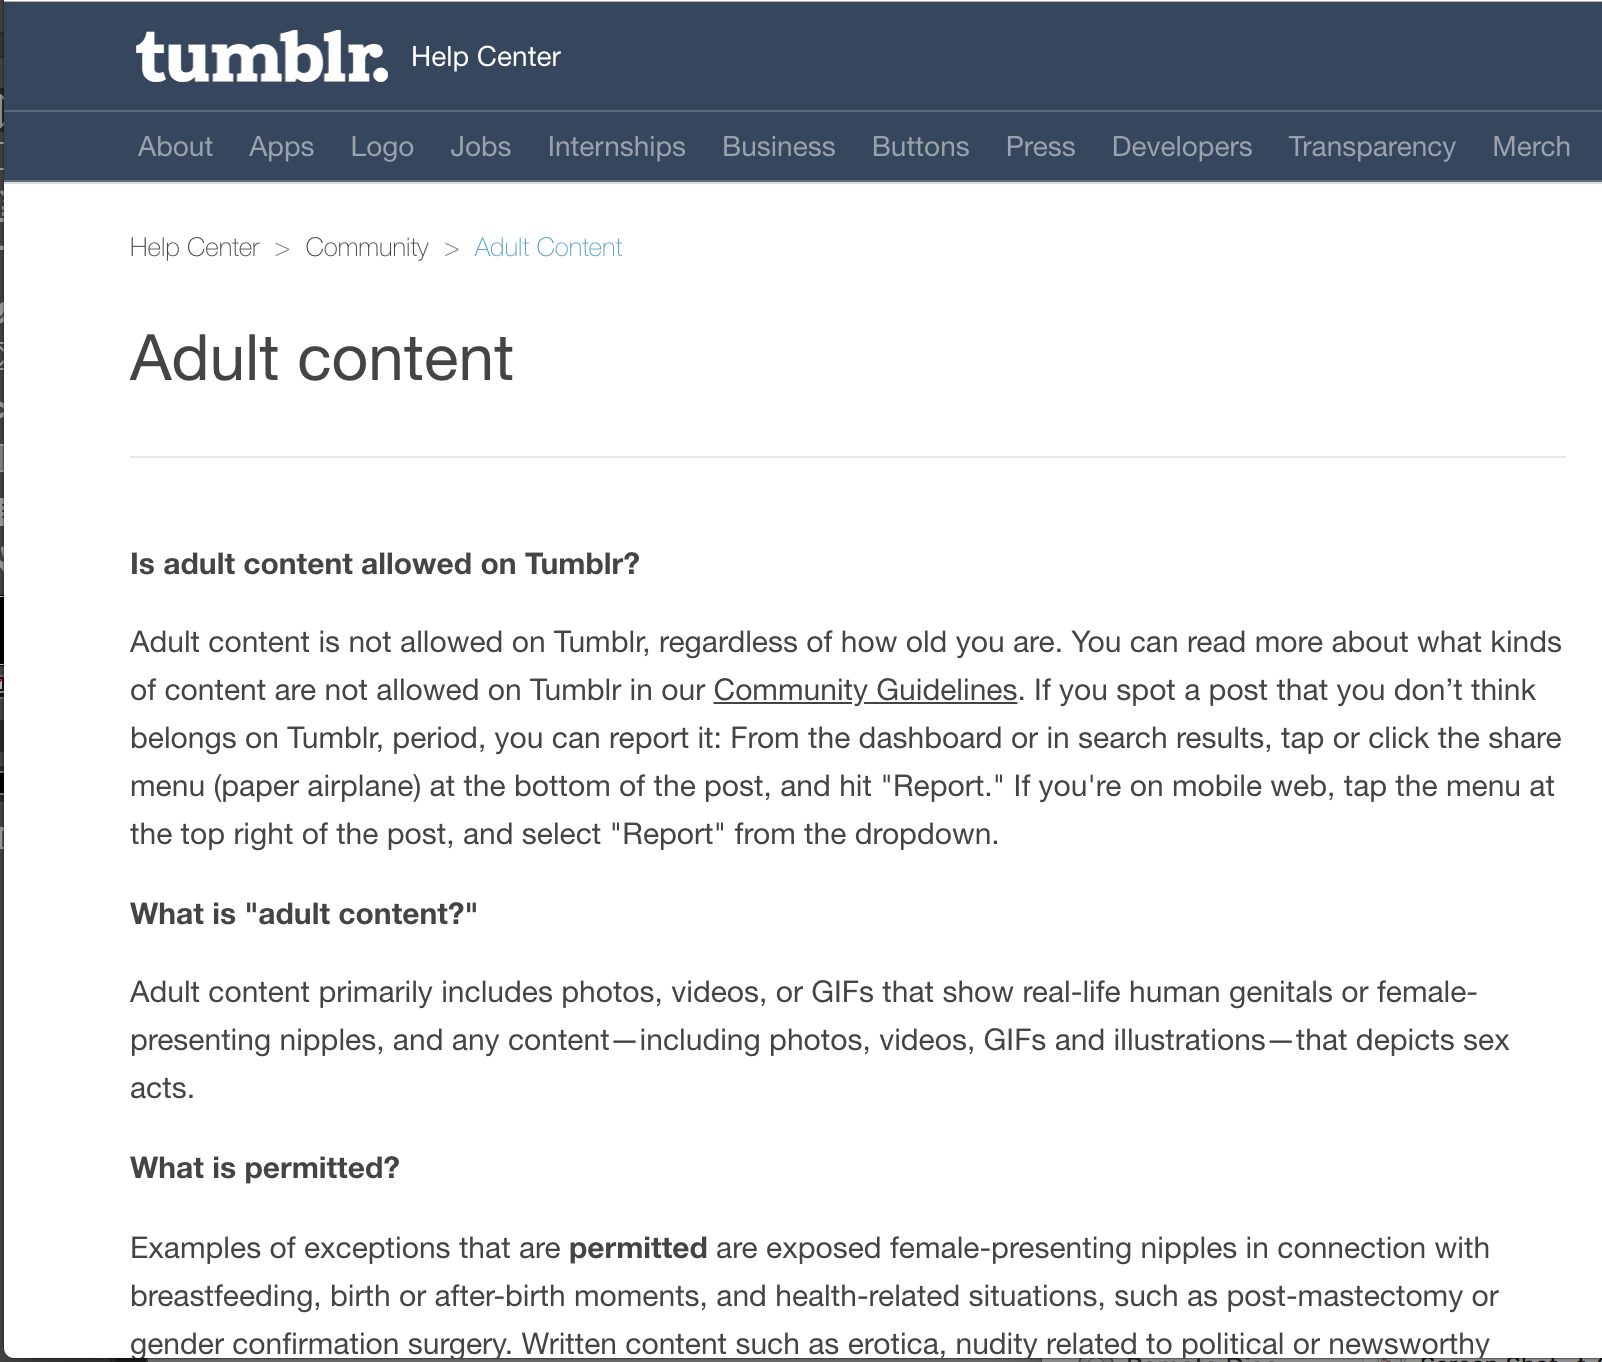 tumblr. Help Center
About Apps Logo Jobs Internships Business Buttons Press Developers Transparency Merch
Help Center > Community > Adult Content
Adult content
Is adult content allowed on Tumblr?
Adult content is not allowed on Tumblr, regardless of how old you are. You can read more about what kinds
of content are not allowed on Tumblr in our Community Guidelines. If you spot a post that you don’t think
belongs on Tumblr, period, you can report it: From the dashboard or in search results, tap or click the share
menu (paper airplane) at the bottom of the post, and hit "Report." If you're on mobile web, tap the menu at
the top right of the post, and select "Report" from the dropdown.
What is "adult content?"
Adult content primarily includes photos, videos, or GIFs that show real-life human genitals or female-
presenting nipples, and any content—including photos, videos, GIFs and illustrations—that depicts sex
acts.
What is permitted?
Examples of exceptions that are permitted are exposed female-presenting nipples in connection with
breastfeeding, birth or after-birth moments, and health-related situations, such as post-mastectomy or
gender confirmation surgery. Written content such as erotica, nudity related to political or newsworthy